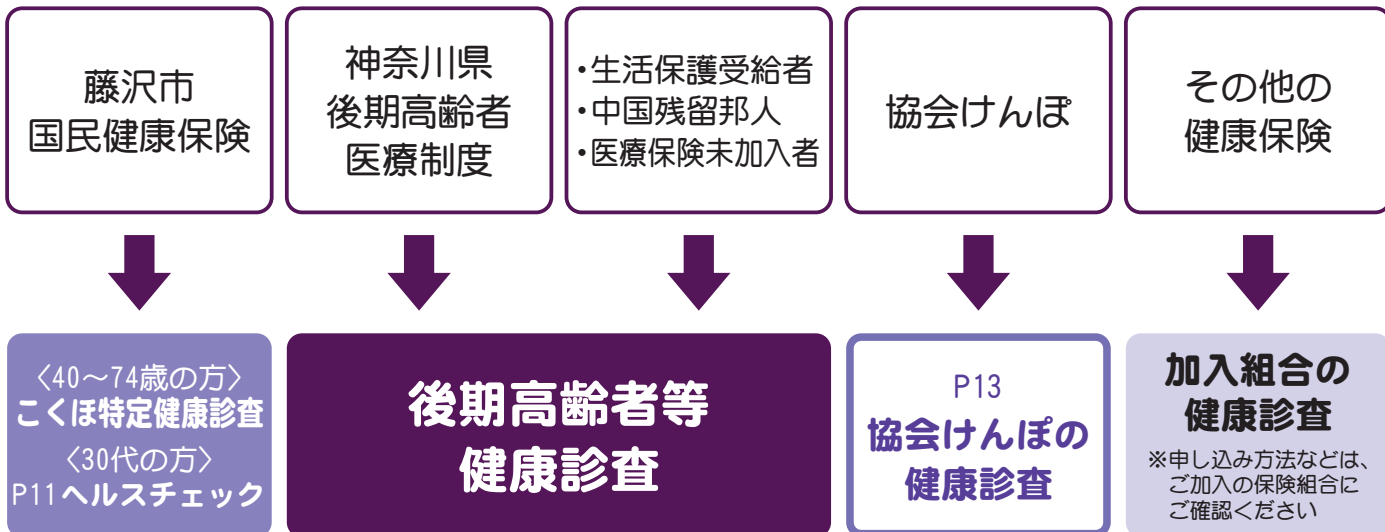 藤沢市
国民健康保険
神奈川県
後期高齢者
医療制度
・生活保護受給者
・中国残留邦人
・医療保険未加入者
協会けんぽ
その他の
健康保険
〈40～74歳の方〉
こくほ特定健康診査
〈30代の方〉
P11ヘルスチェック
後期高齢者等
健康診査
P13
協会けんぽの
健康診査
加入組合の
健康診査
※申し込み方法などは、
ご加入の保険組合に
ご確認ください